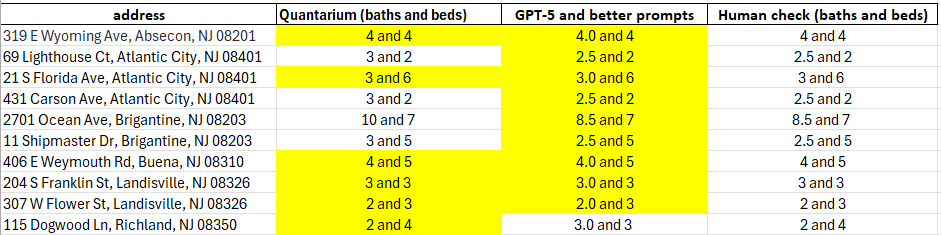 address Quantarium (baths and beds) GPT-5 and better prompts Human check (baths and beds)
319 E Wyoming Ave, Absecon, NJ 08201 4 and 4 4.0 and 4 4 and 4
69 Lighthouse Ct, Atlantic City, NJ 08401 3 and 2 2.5 and 2 2.5 and 2
21 S Florida Ave, Atlantic City, NJ 08401 3 and 6 3.0 and 6 3 and 6
431 Carson Ave, Atlantic City, NJ 08401 3 and 2 2.5 and 2 2.5 and 2
2701 Ocean Ave, Brigantine, NJ 08203 10 and 7 8.5 and 7 8.5 and 7
11 Shipmaster Dr, Brigantine, NJ 08203 3 and 5 2.5 and 5 2.5 and 5
406 E Weymouth Rd, Buena, NJ 08310 4 and 5 4.0 and 5 4 and 5
204 S Franklin St, Landisville, NJ 08326 3 and 3 3.0 and 3 3 and 3
307 W Flower St, Landisville, NJ 08326 2 and 3 2.0 and 3 2 and 3
115 Dogwood Ln, Richland, NJ 08350 2 and 4 3.0 and 3 2 and 4